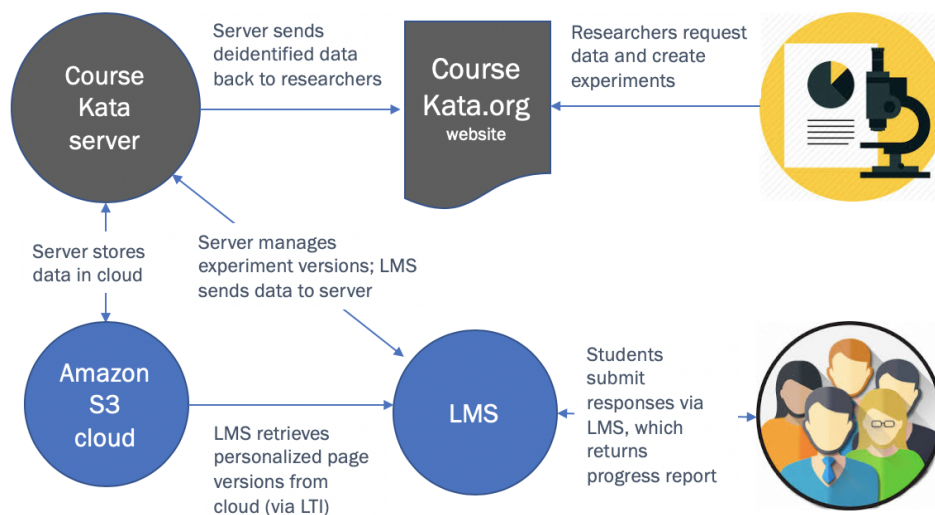 Course
Kata
server
Server sends
deidentified data
back to researchers
Course
Kata.org
website
Researchers request
data and create
experiments
Server stores
data in cloud
Server manages
experiment versions; LMS
sends data to server
Amazon
S3
cloud
LMS retrieves
personalized page
versions from
cloud (via LTI)
LMS
Students
submit
responses via
LMS, which
returns
progress report